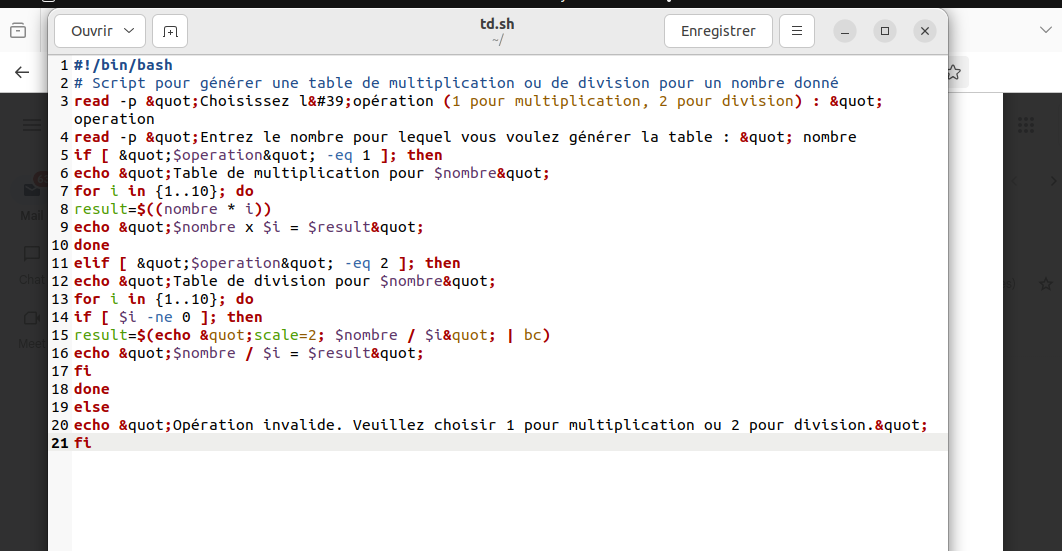 Ouvrir
td.sh
~/
Enregistrer
1 #!/bin/bash
2 # Script pour générer une table de multiplication ou de division pour un nombre donné
3 read -p &quot;Choisissez l&#39;opération (1 pour multiplication, 2 pour division) : &quot;
operation
4 read -p &quot;Entrez le nombre pour lequel vous voulez générer la table : &quot; nombre
5 if [ &quot;$operation&quot; -eq 1 ]; then
6 echo &quot;Table de multiplication pour $nombre&quot;
7 for i in {1..10}; do
8 result=$((nombre * i))
9 echo &quot;$nombre x $i = $result&quot;
10 done
11 elif [ &quot;$operation&quot; -eq 2 ]; then
12 echo &quot;Table de division pour $nombre&quot;
13 for i in {1..10}; do
14 if [ $i -ne 0 ]; then
15 result=$(echo &quot;scale=2; $nombre / $i&quot; | bc)
16 echo &quot;$nombre / $i = $result&quot;
17 fi
18 done
19 else
20 echo &quot;Opération invalide. Veuillez choisir 1 pour multiplication ou 2 pour division.&quot;
21 fi
Mail
Chat
Meet